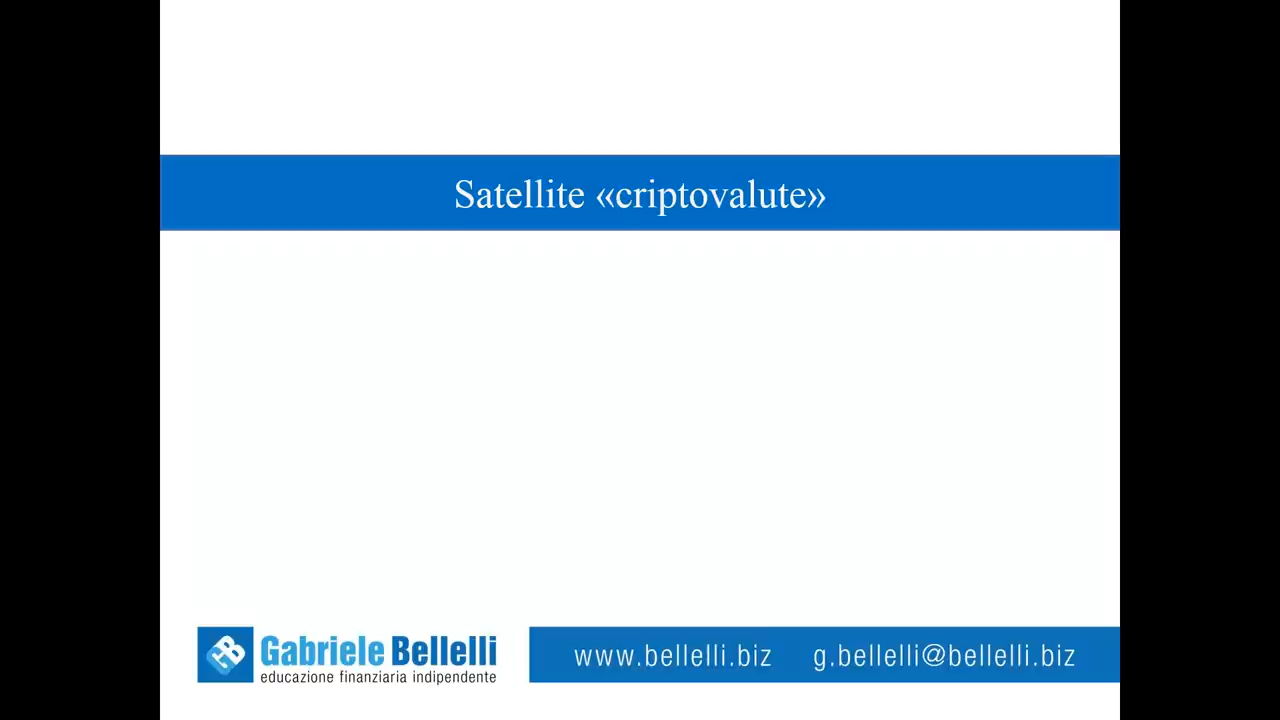 Satellite «criptovalute»
Gabriele Bellelli
educazione finanziaria indipendente
www.bellelli.biz g.bellelli@bellelli.biz